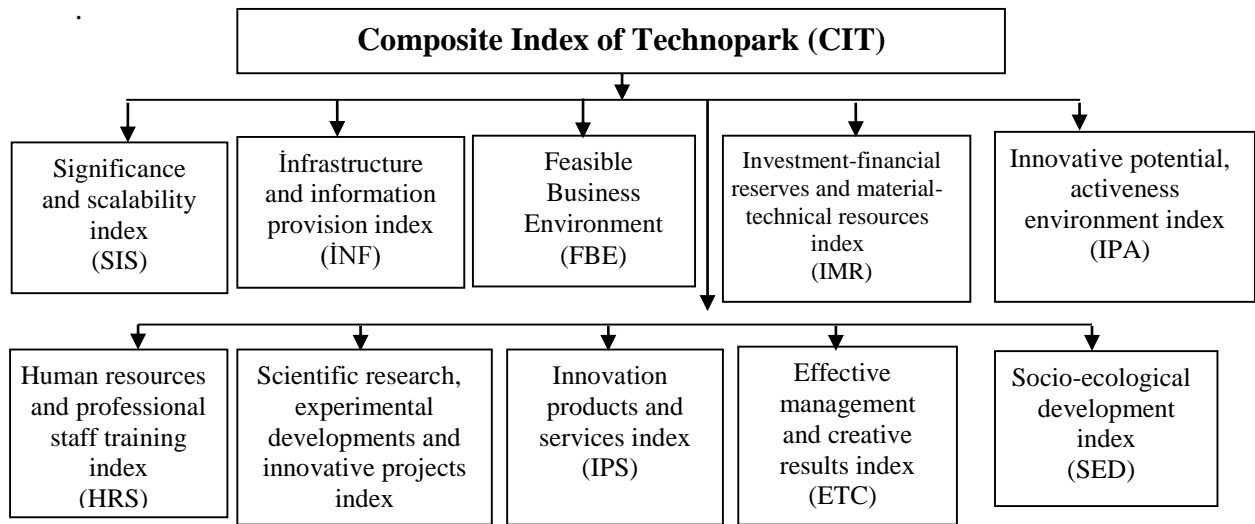 .
Composite Index of Technopark (CIT)
Significance
and scalability
index
(SIS)
İnfrastructure
and information
provision index
(İNF)
Feasible
Business
Environment
(FBE)
Investment-financial
reserves and material-
technical resources
index
(IMR)
Innovative potential,
activeness
environment index
(IPA)
Human resources
and professional
staff training
index
(HRS)
Scientific research,
experimental
developments and
innovative projects
index
Innovation
products and
services index
(IPS)
Effective
management
and creative
results index
(ETC)
Socio-ecological
development
index
(SED)